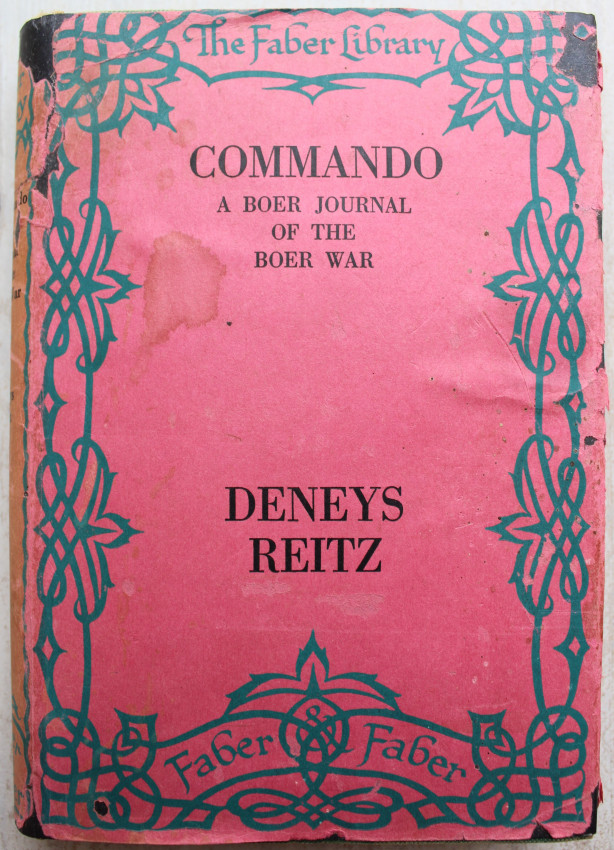 The Faber Library
COMMANDO
A BOER JOURNAL
OF THE
BOER WAR
DENEYS
REITZ
Faber & Faber